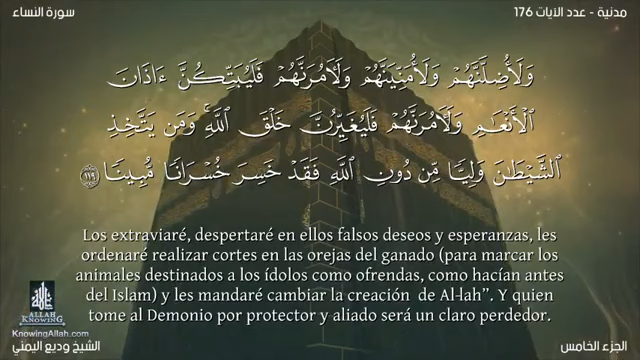 سورة النساء
مدنية - عدد الآيات 176
وَلَأُضِلَّنَّهُمْ وَلَأُمَنِّيَنَّهُمْ وَلَءَامُرَنَّهُمْ فَلَيُبَتِّكُنَّ ءَاذَانَ
ٱلْأَنْعَٰمِ وَلَءَامُرَنَّهُمْ فَلَيُغَيِّرُنَّ خَلْقَ ٱللَّهِۚ وَمَن يَتَّخِذِ
ٱلشَّيْطَٰنَ وَلِيًّا مِّن دُونِ ٱللَّهِ فَقَدْ خَسِرَ خُسْرَانًا مُّبِينًا ١١٩
Los extraviaré, despertaré en ellos falsos deseos y esperanzas, les
ordenaré realizar cortes en las orejas del ganado (para marcar los
animales destinados a los ídolos como ofrendas, como hacían antes
del Islam) y les mandaré cambiar la creación de Al-lah”. Y quien
tome al Demonio por protector y aliado será un claro perdedor.
ALLAH
KNOWING
KnowingAllah.com
الشيخ وديع اليمني
الجزء الخامس